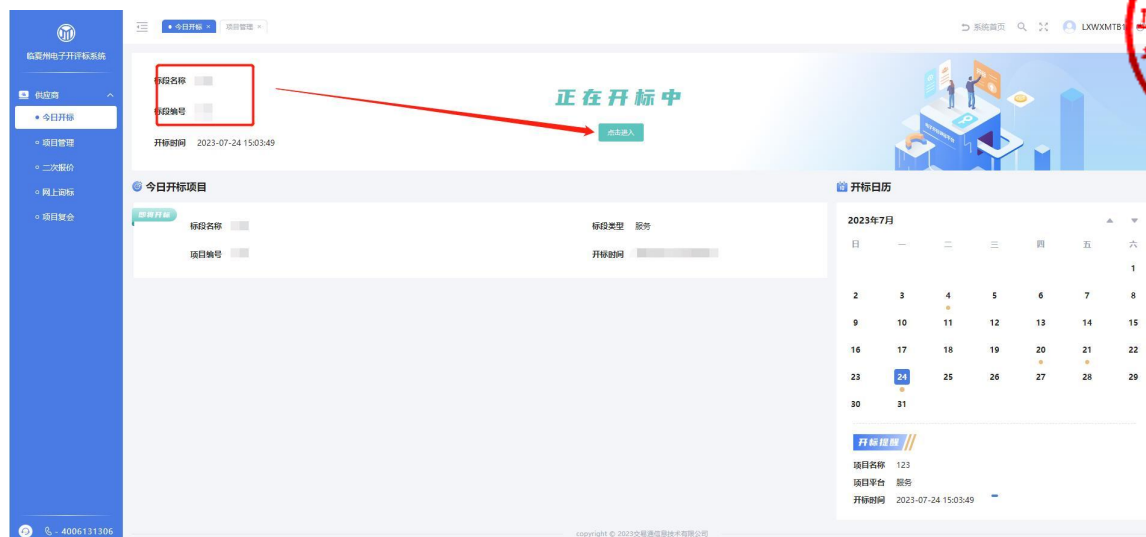 今日开标 ×
项目管理 ×
系统首页
LXWXMTB1
临夏州电子开评标系统
供应商
今日开标
项目管理
二次报价
网上询标
项目复会
4006131306
标段名称
标段编号
开标时间 2023-07-24 15:03:49
正在开标中
点击进入
今日开标项目
即将开标
标段名称
标段类型 服务
项目编号
开标时间
开标日历
2023年7月
日 一 二 三 四 五 六
1
2 3 4 5 6 7 8
9 10 11 12 13 14 15
16 17 18 19 20 21 22
23 24 25 26 27 28 29
30 31
开标提醒
项目名称 123
项目平台 服务
开标时间 2023-07-24 15:03:49
copyright © 2023交易通信息技术有限公司